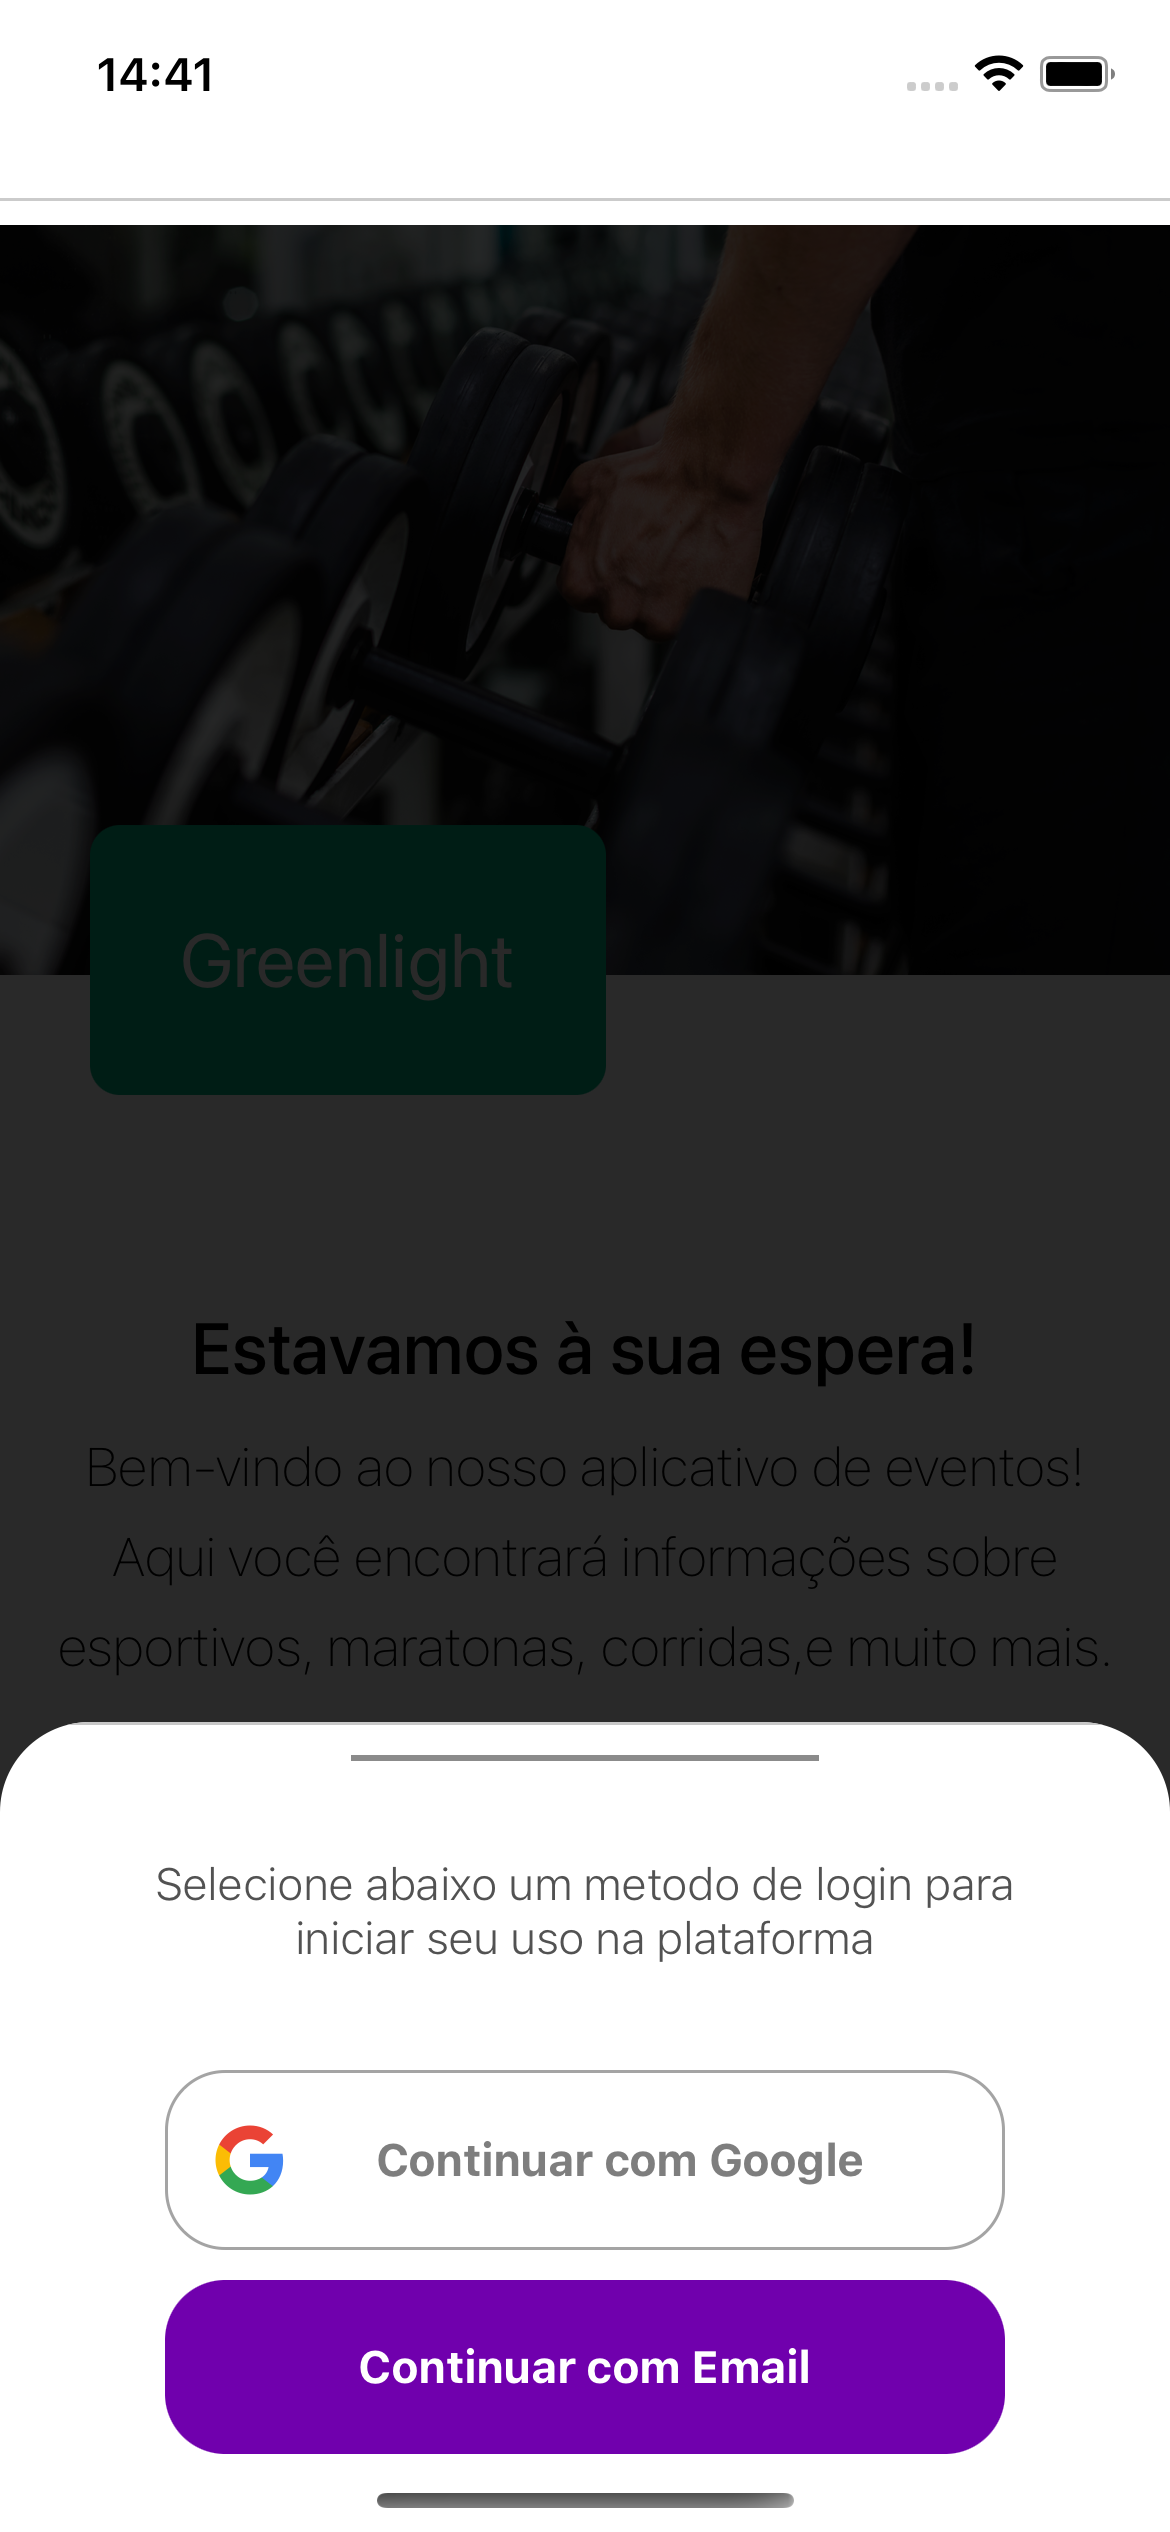 14:41
Greenlight
Estavamos à sua espera!
Bem-vindo ao nosso aplicativo de eventos!
Aqui você encontrará informações sobre
esportivos, maratonas, corridas,e muito mais.
Selecione abaixo um metodo de login para
iniciar seu uso na plataforma
Continuar com Google
Continuar com Email